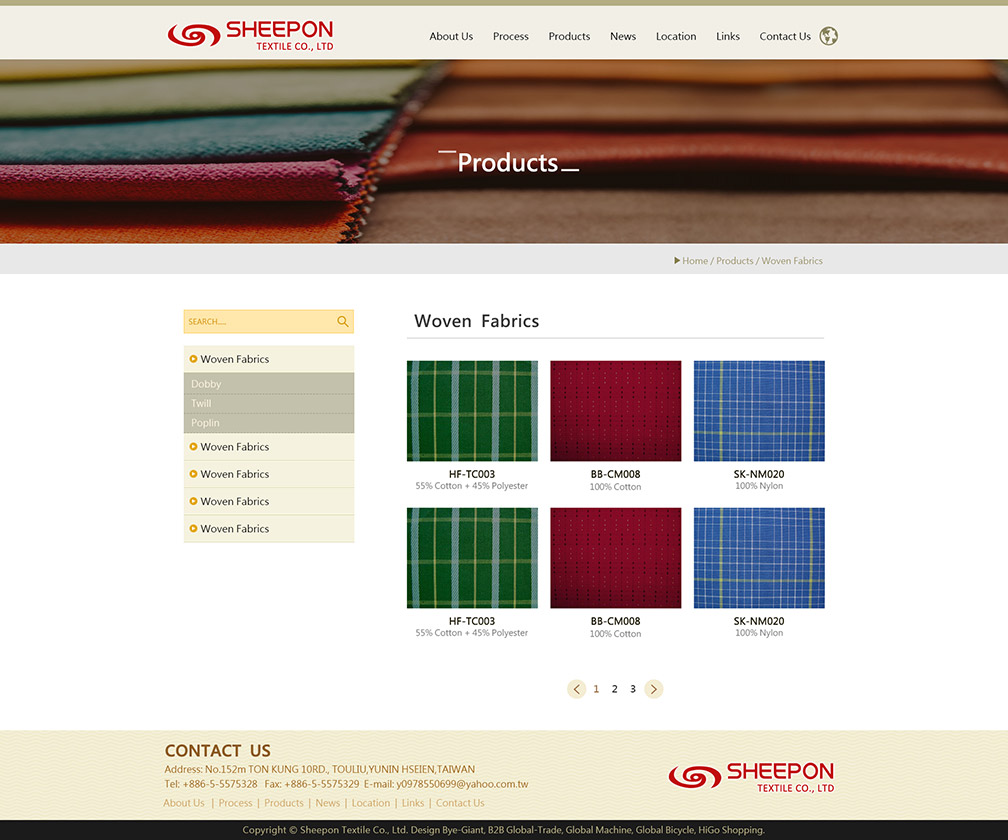 SHEEPON
TEXTILE CO., LTD
About Us Process Products News Location Links Contact Us
Products
Home / Products / Woven Fabrics
SEARCH.....
Woven Fabrics
Dobby
Twill
Poplin
Woven Fabrics
Woven Fabrics
Woven Fabrics
Woven Fabrics
Woven Fabrics
HF-TC003 BB-CM008 SK-NM020
55% Cotton + 45% Polyester 100% Cotton 100% Nylon
HF-TC003 BB-CM008 SK-NM020
55% Cotton + 45% Polyester 100% Cotton 100% Nylon
1 2 3
CONTACT US
Address: No.152m TON KUNG 10RD., TOULIU,YUNIN HSEIEN,TAIWAN
Tel: +886-5-5575328 Fax: +886-5-5575329 E-mail: y0978550699@yahoo.com.tw
About Us | Process | Products | News | Location | Links | Contact Us
SHEEPON
TEXTILE CO., LTD
Copyright © Sheepon Textile Co., Ltd. Design Bye-Giant, B2B Global-Trade, Global Machine, Global Bicycle, HiGo Shopping.